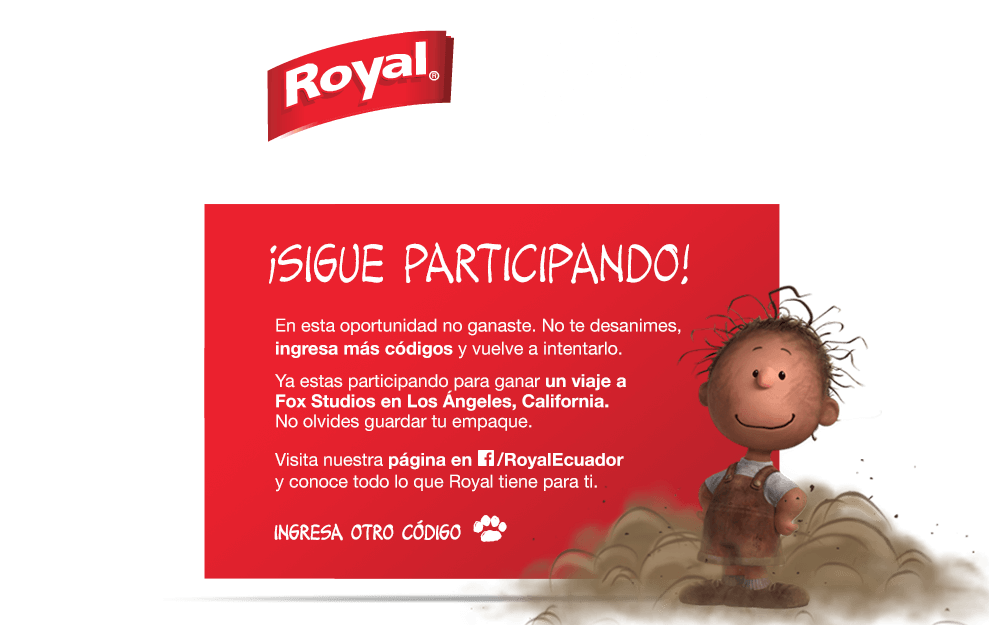 Royal®
¡SIGUE PARTICIPANDO!
En esta oportunidad no ganaste. No te desanimes,
ingresa más códigos y vuelve a intentarlo.
Ya estas participando para ganar un viaje a
Fox Studios en Los Ángeles, California.
No olvides guardar tu empaque.
Visita nuestra página en f/RoyalEcuador
y conoce todo lo que Royal tiene para ti.
INGRESA OTRO CÓDIGO